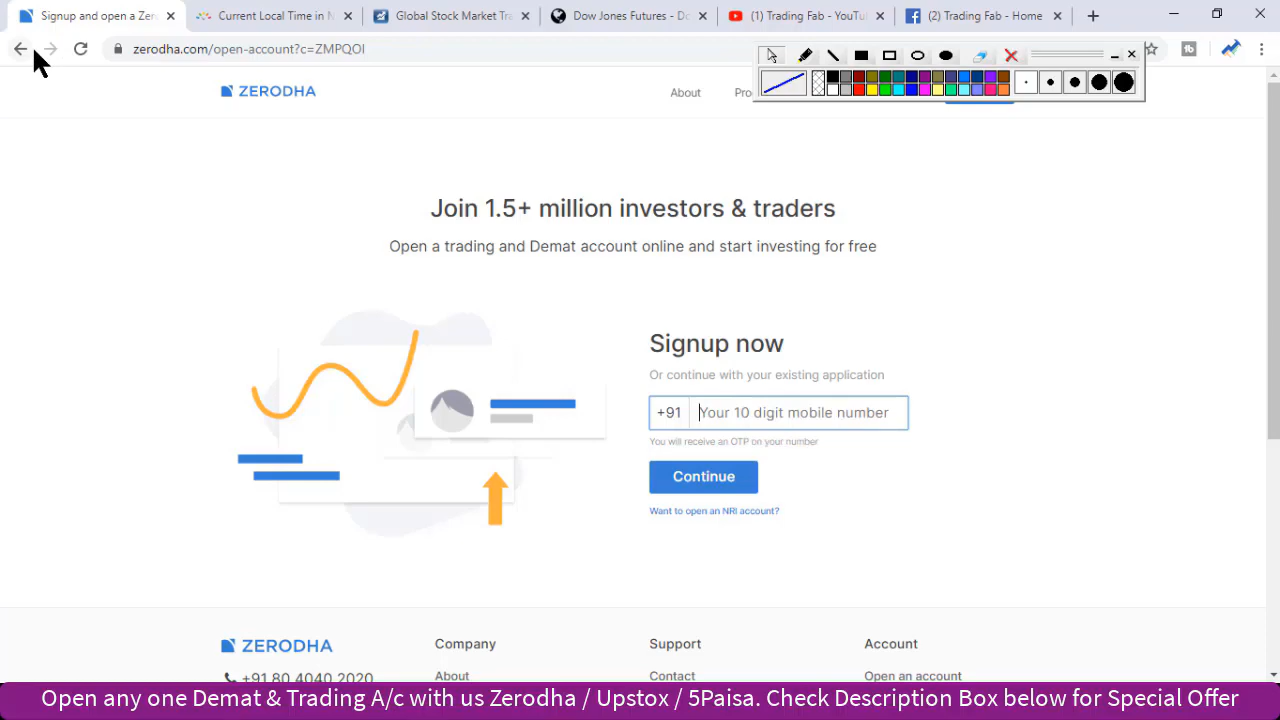 Signup and open a Zer
Current Local Time in N
Global Stock Market Tra
Dow Jones Futures - Do
(1) Trading Fab - YouTu
(2) Trading Fab - Home
zerodha.com/open-account?c=ZMPQOI
ZERODHA
About
Pro
Join 1.5+ million investors & traders
Open a trading and Demat account online and start investing for free
Signup now
Or continue with your existing application
+91 Your 10 digit mobile number
You will receive an OTP on your number
Continue
Want to open an NRI account?
ZERODHA
Company
Support
Account
+91 80 4040 2020
About
Contact
Open an account
Open any one Demat & Trading A/c with us Zerodha / Upstox / 5Paisa. Check Description Box below for Special Offer